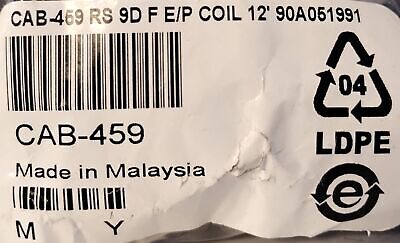 CAB-459 RS 9D F E/P COIL 12' 90A051991
CAB-459
Made in Malaysia
M Y
04
LDPE
e